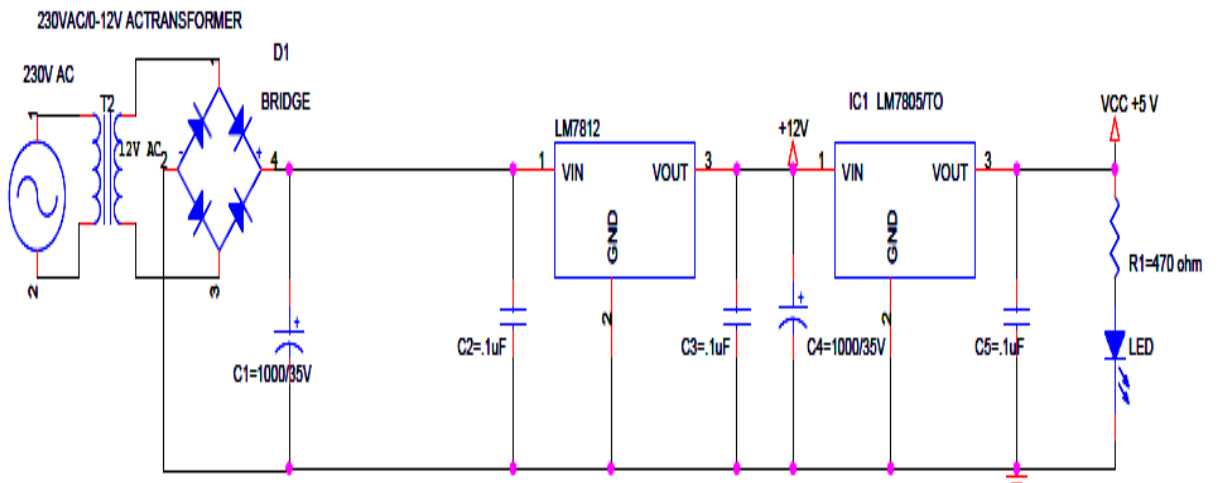 230VAC/0-12V ACTRANSFORMER
D1
230V AC
BRIDGE
IC1 LM7805/TO
VCC +5 V
1
T2
LM7812
+12V
12V AC
2
-
+
4
1
VIN
VOUT
3
1
VIN
VOUT
3
GND
GND
R1=470 ohm
2
3
2
2
+
+
C2=.1uF
C3=.1uF
C4=1000/35V
C5=.1uF
LED
C1=1000/35V